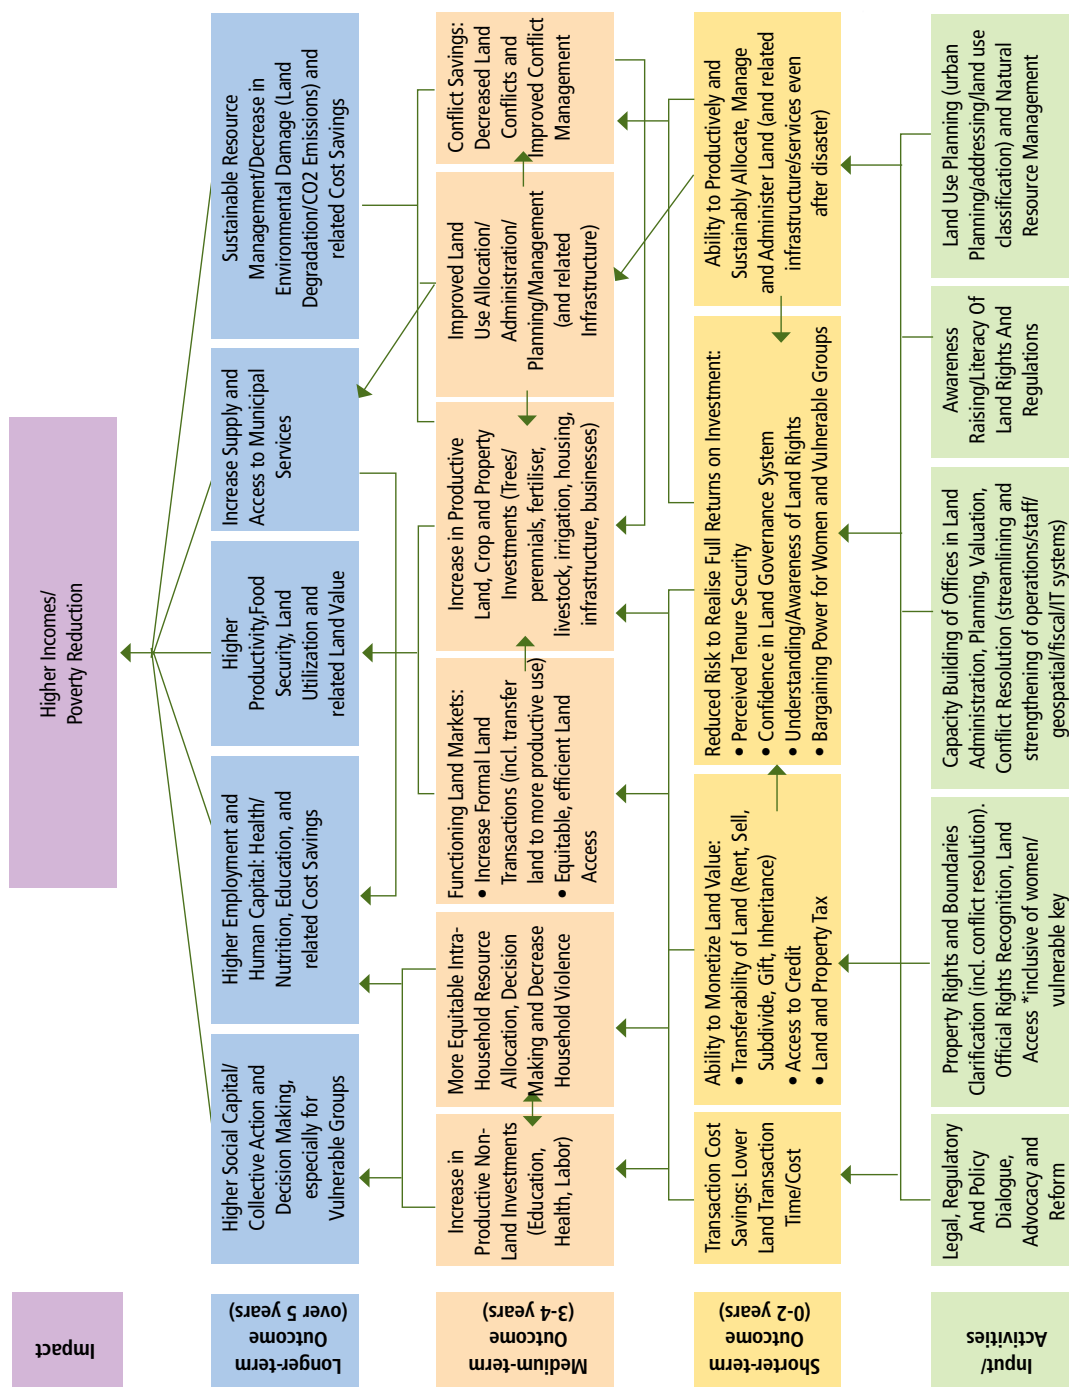 Impact
Higher Incomes/
Poverty Reduction
Longer-term
Outcome
(over 5 years)
Higher Social Capital/
Collective Action and
Decision Making,
especially for
Vulnerable Groups
Higher Employment and
Human Capital: Health/
Nutrition, Education, and
related Cost Savings
Higher
Productivity,Food
Security, Land
Utilization and
related Land Value
Increase Supply and
Access to Municipal
Services
Sustainable Resource
Management/Decrease in
Environmental Damage (Land
Degradation/CO2 Emissions) and
related Cost Savings
Medium-term
Outcome
(3-4 years)
Increase in
Productive Non-
Land Investments
(Education,
Health, Labor)
More Equitable Intra-
Household Resource
Allocation, Decision
Making and Decrease
Household Violence
Functioning Land Markets:
• Increase Formal Land
Transactions (incl. transfer
land to more productive use)
• Equitable, efficient Land
Access
Increase in Productive
Land, Crop and Property
Investments (Trees/
perennials, fertiliser,
livestock, irrigation, housing,
infrastructure, businesses)
Improved Land
Use Allocation/
Administration/
Planning/Management
(and related
Infrastructure)
Conflict Savings:
Decreased Land
Conflicts and
Improved Conflict
Management
Shorter-term
Outcome
(0-2 years)
Transaction Cost
Savings: Lower
Land Transaction
Time/Cost
Ability to Monetize Land Value:
• Transferability of Land (Rent, Sell,
Subdivide, Gift, Inheritance)
• Access to Credit
• Land and Property Tax
Reduced Risk to Realise Full Returns on Investment:
• Perceived Tenure Security
• Confidence in Land Governance System
• Understanding/Awareness of Land Rights
• Bargaining Power for Women and Vulnerable Groups
Ability to Productively and
Sustainably Allocate, Manage
and Administer Land (and related
infrastructure/services even
after disaster)
Input/
Activities
Legal, Regulatory
And Policy
Dialogue,
Advocacy and
Reform
Property Rights and Boundaries
Clarification (incl. conflict resolution).
Official Rights Recognition, Land
Access *inclusive of women/
vulnerable key
Capacity Building of Offices in Land
Administration, Planning, Valuation,
Conflict Resolution (streamlining and
strengthening of operations/staff/
geospatial/fiscal/IT systems)
Awareness
Raising/Literacy Of
Land Rights And
Regulations
Land Use Planning (urban
Planning/addressing/land use
classification) and Natural
Resource Management